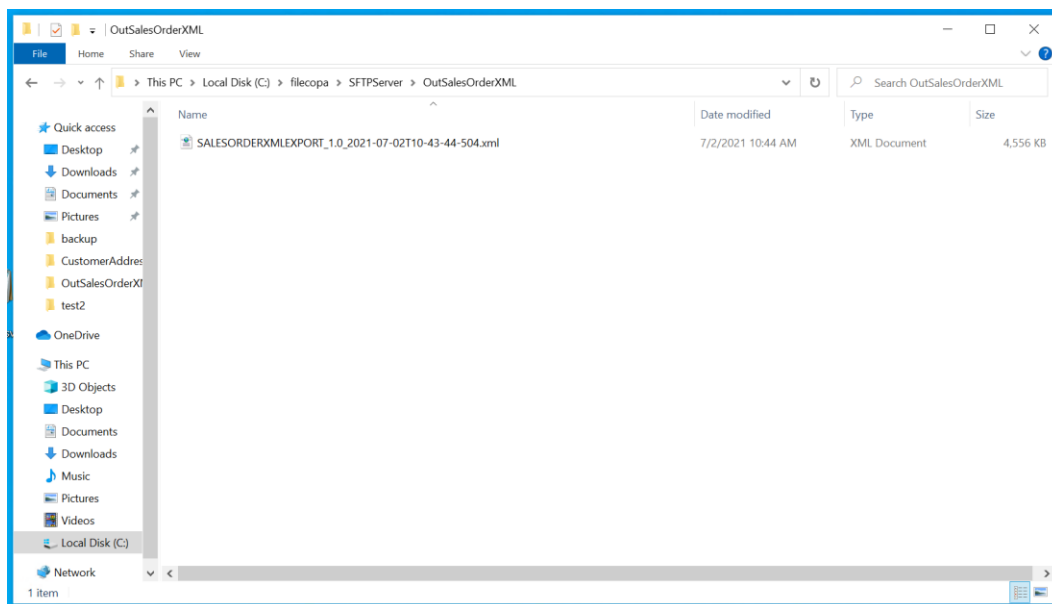 OutSalesOrderXML
File Home Share View
This PC > Local Disk (C:) > filecopa > SFTPServer > OutSalesOrderXML
Search OutSalesOrderXML
Name Date modified Type Size
SALESORDERXMLEXPORT_1.0_2021-07-02T10-43-44-504.xml 7/2/2021 10:44 AM XML Document 4,556 KB
Quick access
Desktop
Downloads
Documents
Pictures
backup
CustomerAddres
OutSalesOrderXM
test2
OneDrive
This PC
3D Objects
Desktop
Documents
Downloads
Music
Pictures
Videos
Local Disk (C:)
Network
1 item